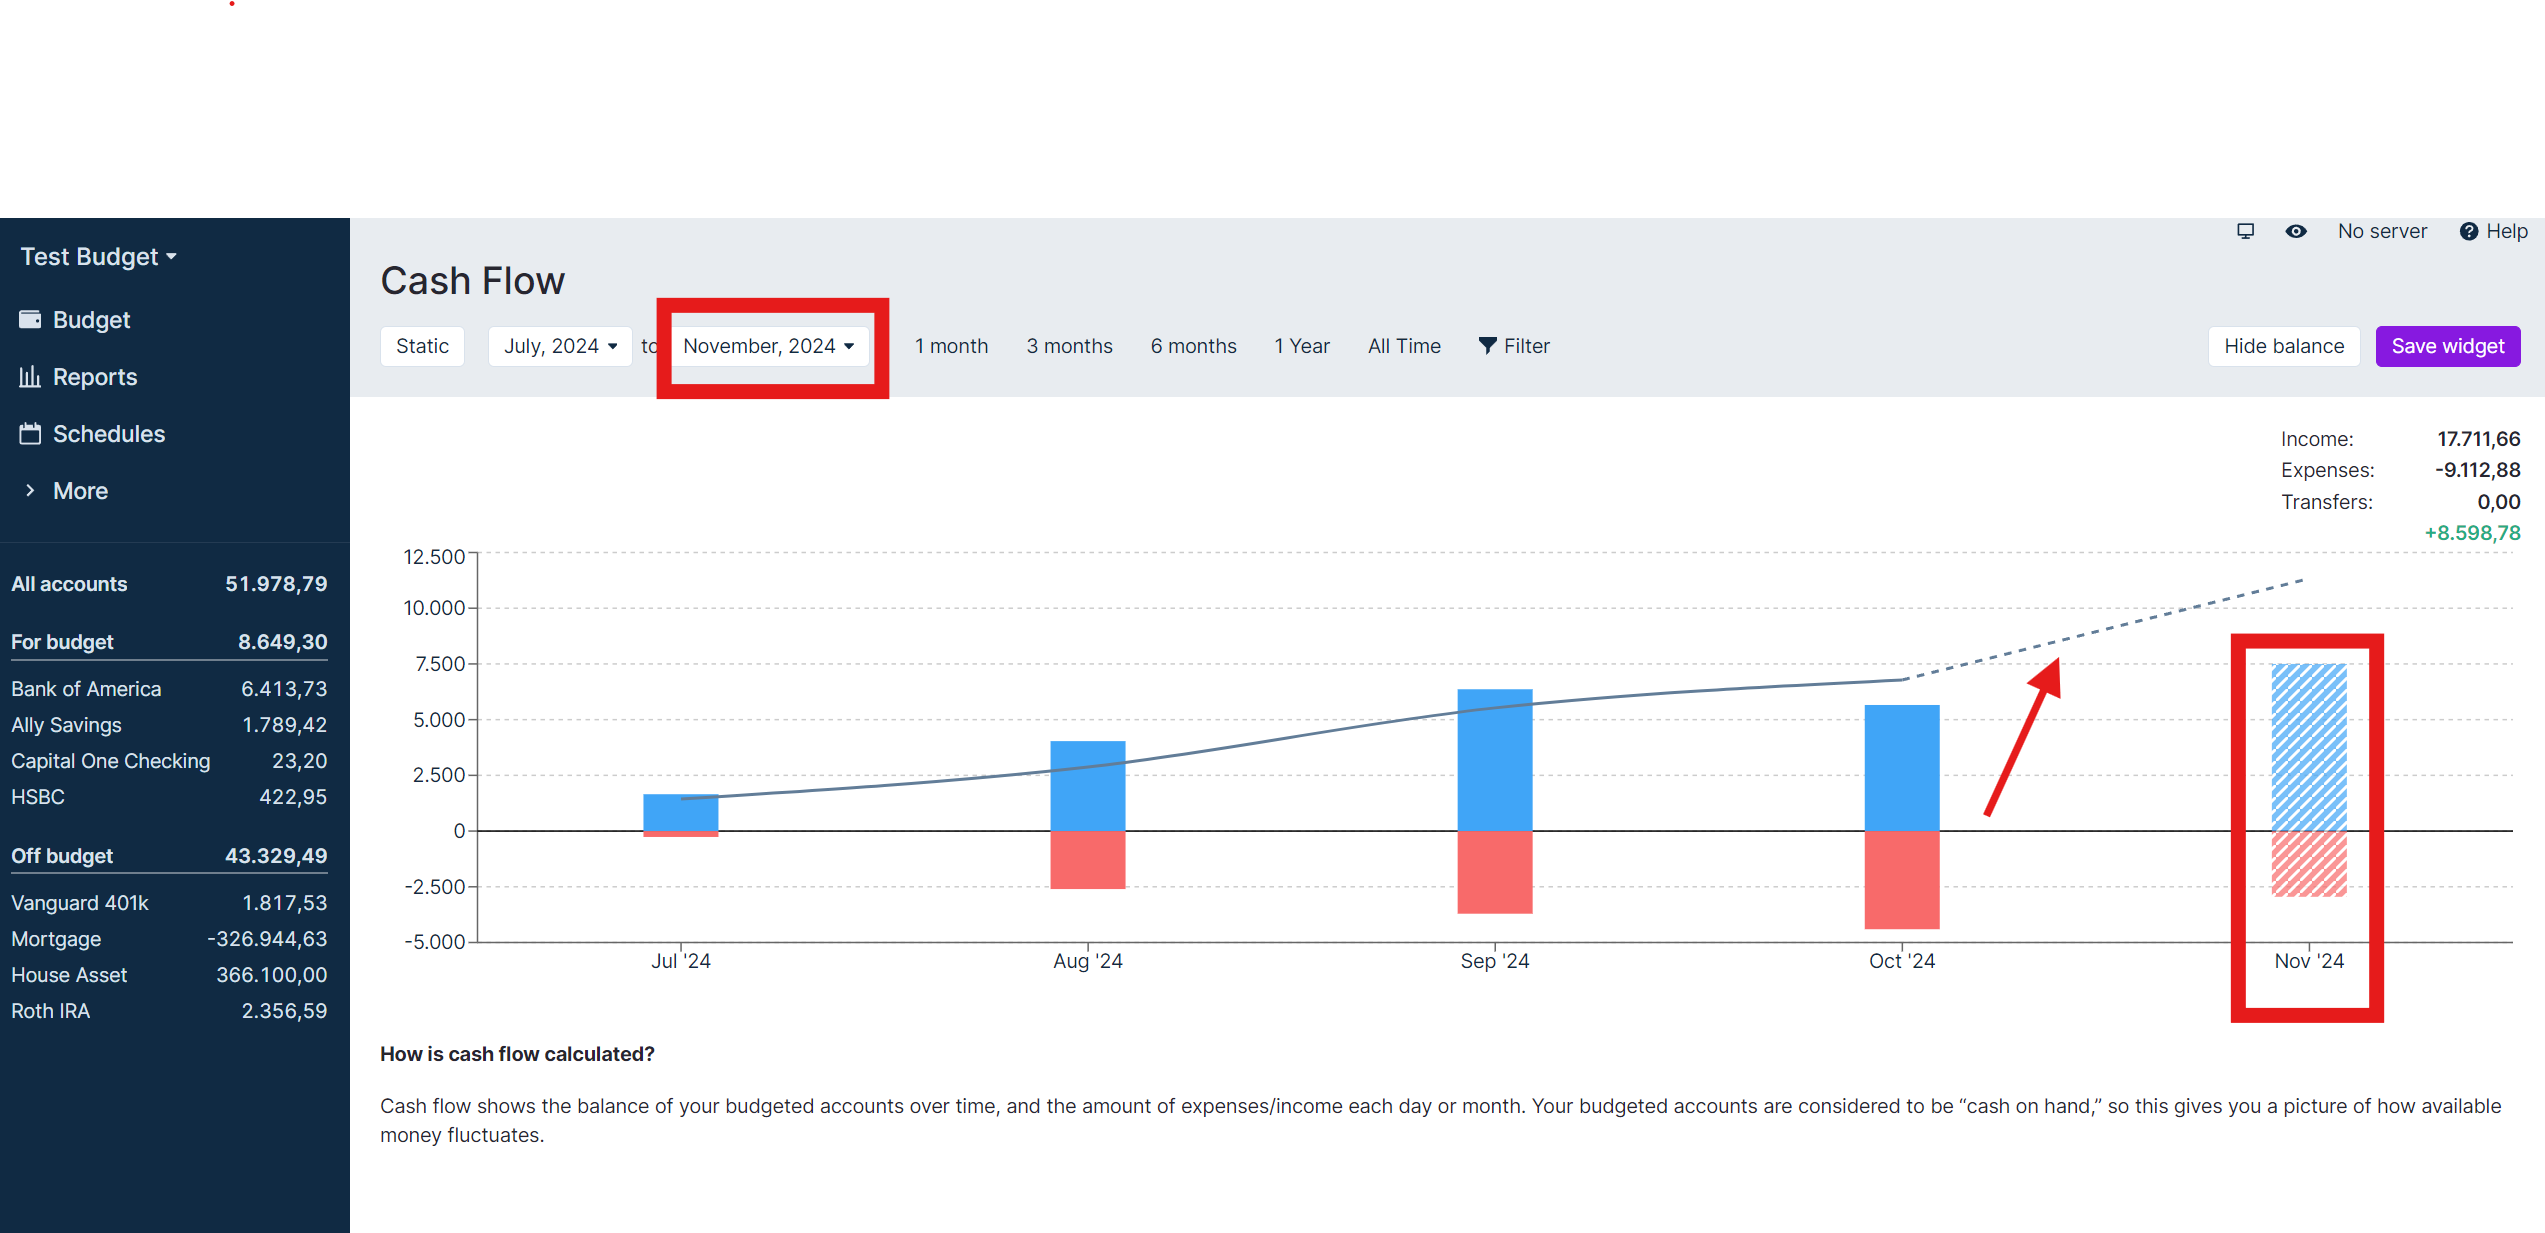 No server Help
Test Budget
Cash Flow
Budget
Static July, 2024 to November, 2024 1 month 3 months 6 months 1 Year All Time Filter Hide balance Save widget
Reports
Schedules
More
Income: 17.711,66
Expenses: -9.112,88
Transfers: 0,00
+8.598,78
All accounts 51.978,79
For budget 8.649,30
Bank of America 6.413,73
Ally Savings 1.789,42
Capital One Checking 23,20
HSBC 422,95
Off budget 43.329,49
Vanguard 401k 1.817,53
Mortgage -326.944,63
House Asset 366.100,00
Roth IRA 2.356,59
12.500
10.000
7.500
5.000
2.500
0
-2.500
-5.000
Jul '24 Aug '24 Sep '24 Oct '24 Nov '24
How is cash flow calculated?
Cash flow shows the balance of your budgeted accounts over time, and the amount of expenses/income each day or month. Your budgeted accounts are considered to be “cash on hand,” so this gives you a picture of how available
money fluctuates.